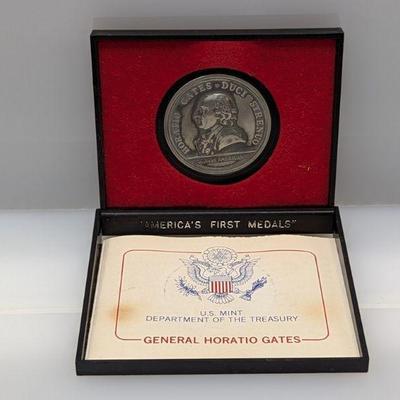 HORATIO GATES DUCI STRENUO
"AMERICA'S FIRST MEDALS"
U.S. MINT
DEPARTMENT OF THE TREASURY
GENERAL HORATIO GATES